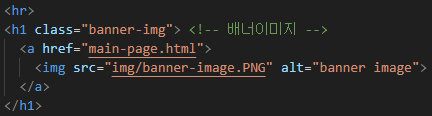 <hr>
<h1 class="banner-img"> <!-- 배너이미지 -->
<a href="main-page.html">
<img src="img/banner-image.PNG" alt="banner image">
</a>
</h1>